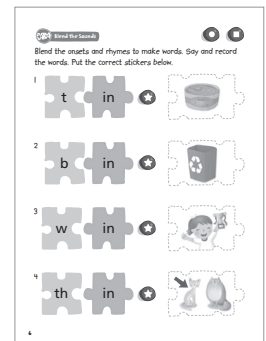 Blend the Sounds
Blend the onsets and rhymes to make words. Say and record
the words. Put the correct stickers below.
1
t in
2
b in
3
w in
4
th in
6